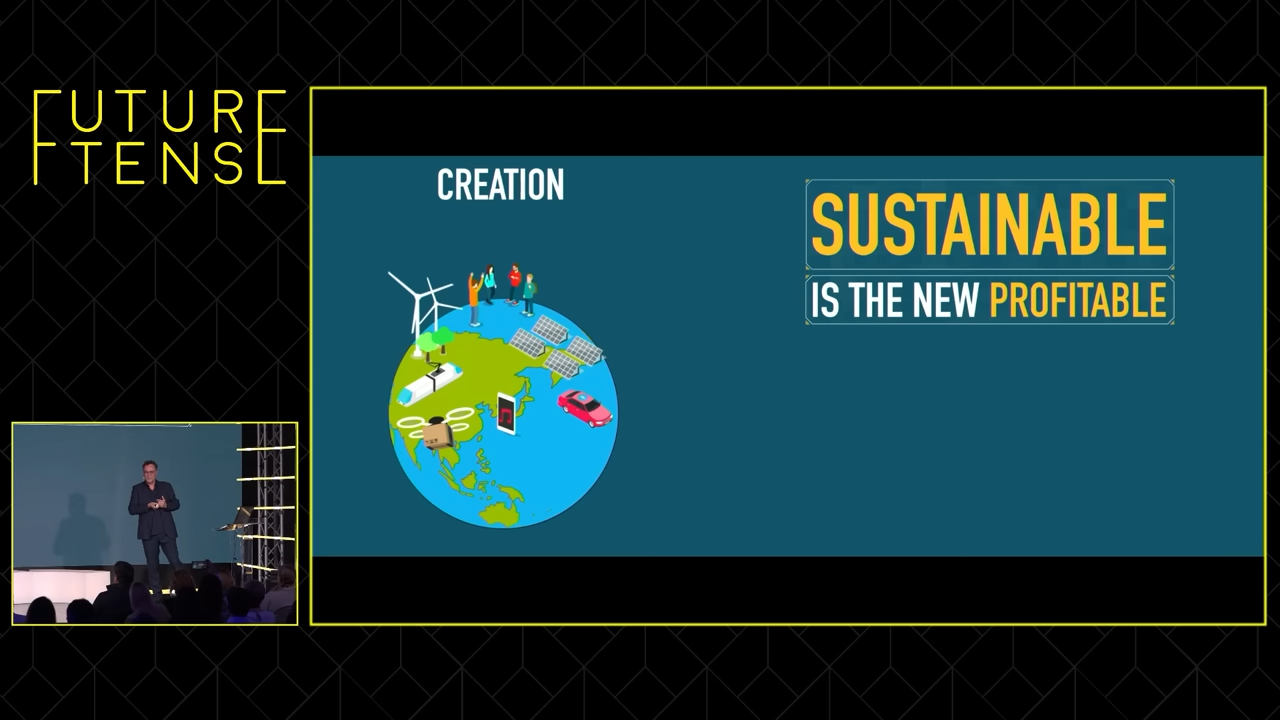 FUTURE
TENSE
CREATION
SUSTAINABLE
IS THE NEW PROFITABLE